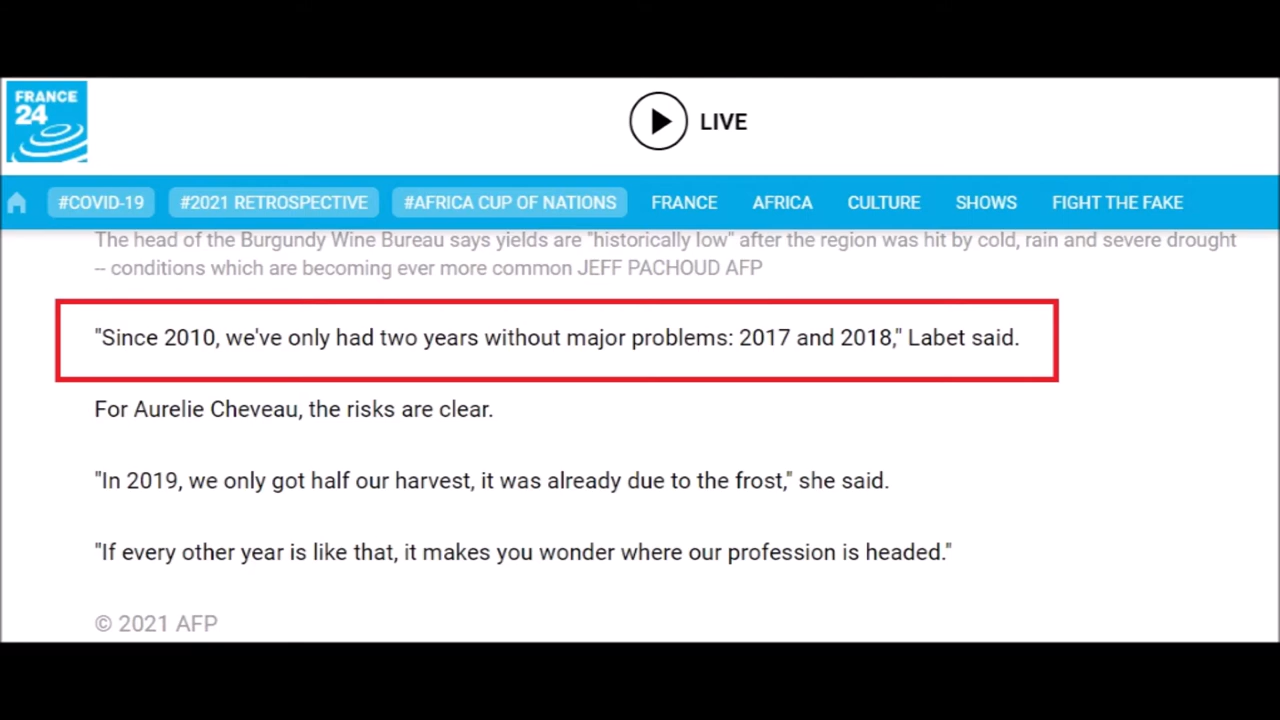 FRANCE
24
LIVE
#COVID-19 #2021 RETROSPECTIVE #AFRICA CUP OF NATIONS FRANCE AFRICA CULTURE SHOWS FIGHT THE FAKE
The head of the Burgundy Wine Bureau says yields are "historically low" after the region was hit by cold, rain and severe drought
– conditions which are becoming ever more common JEFF PACHOUD AFP
"Since 2010, we've only had two years without major problems: 2017 and 2018," Labet said.
For Aurelie Cheveau, the risks are clear.
"In 2019, we only got half our harvest, it was already due to the frost," she said.
"If every other year is like that, it makes you wonder where our profession is headed."
© 2021 AFP